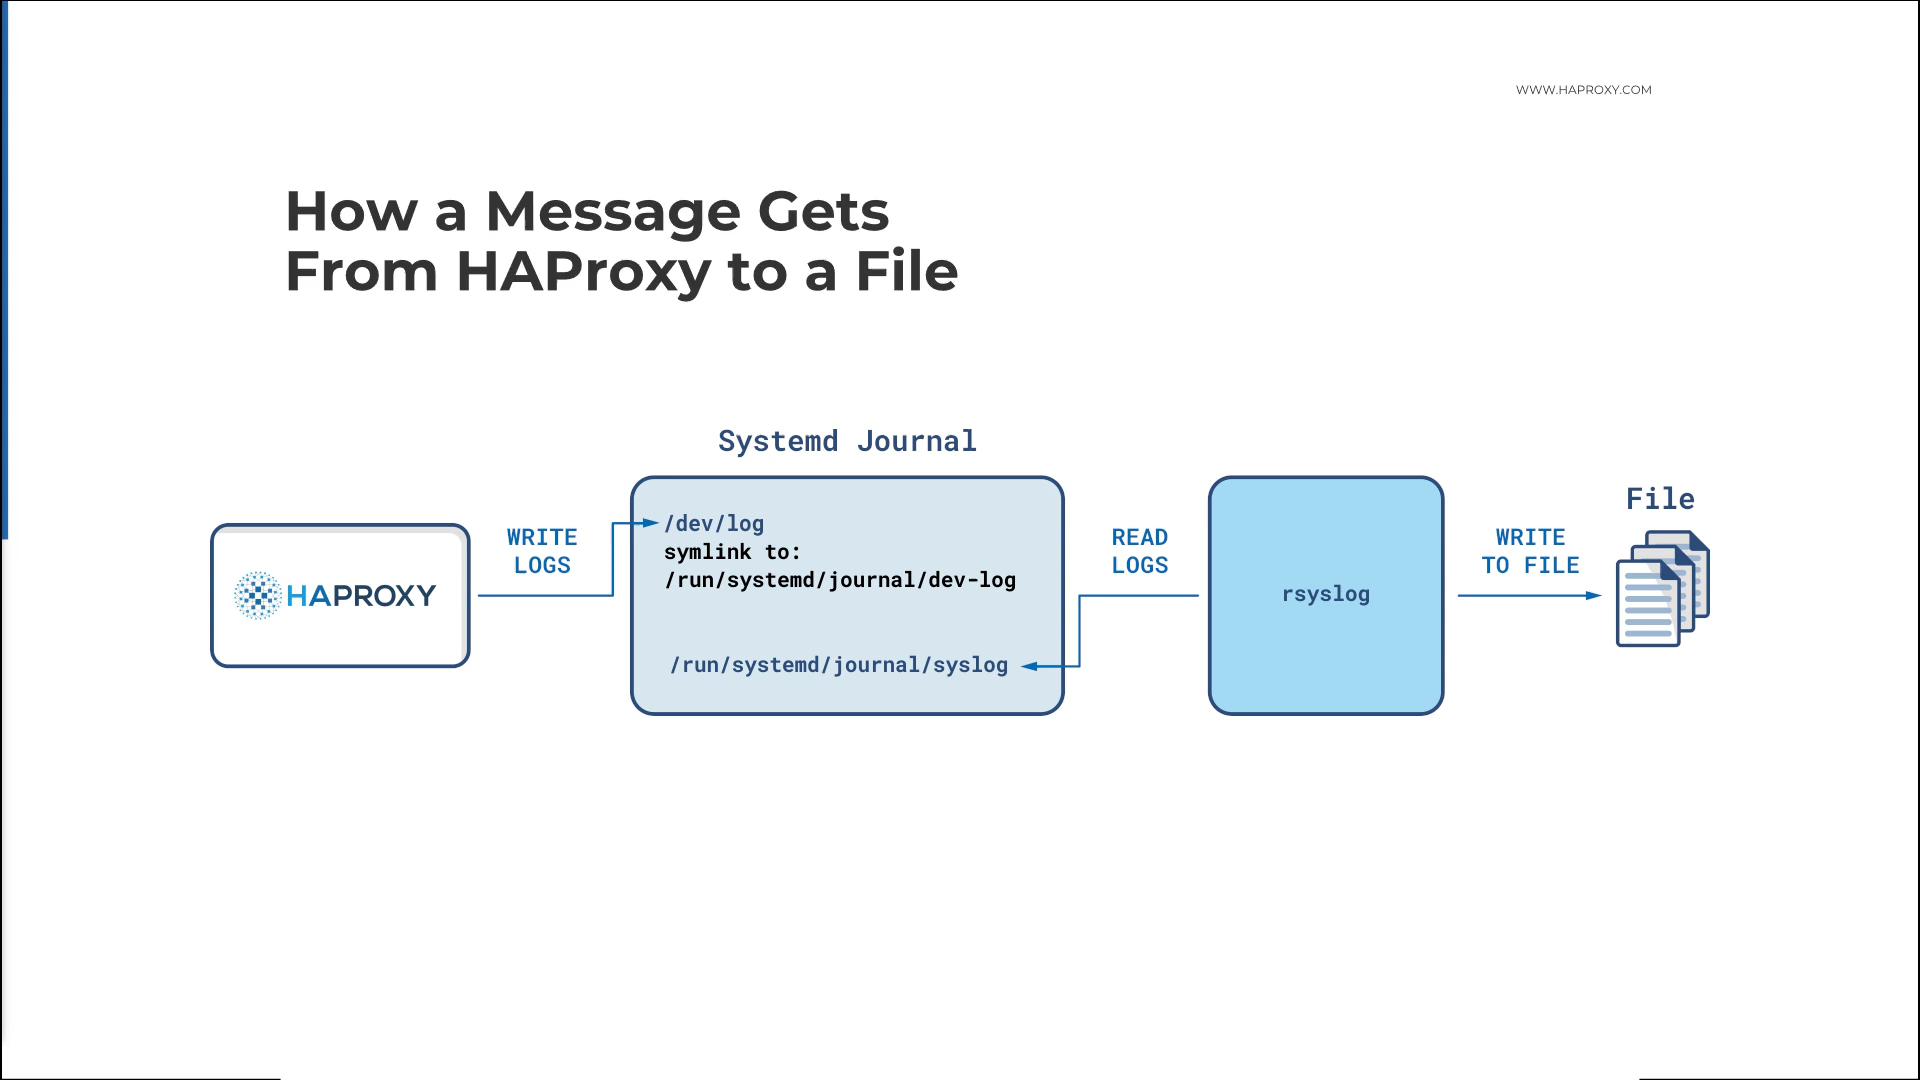 WWW.HAPROXY.COM
How a Message Gets
From HAProxy to a File
Systemd Journal
HAPROXY
WRITE
LOGS
/dev/log
symlink to:
/run/systemd/journal/dev-log
/run/systemd/journal/syslog
READ
LOGS
rsyslog
WRITE
TO FILE
File